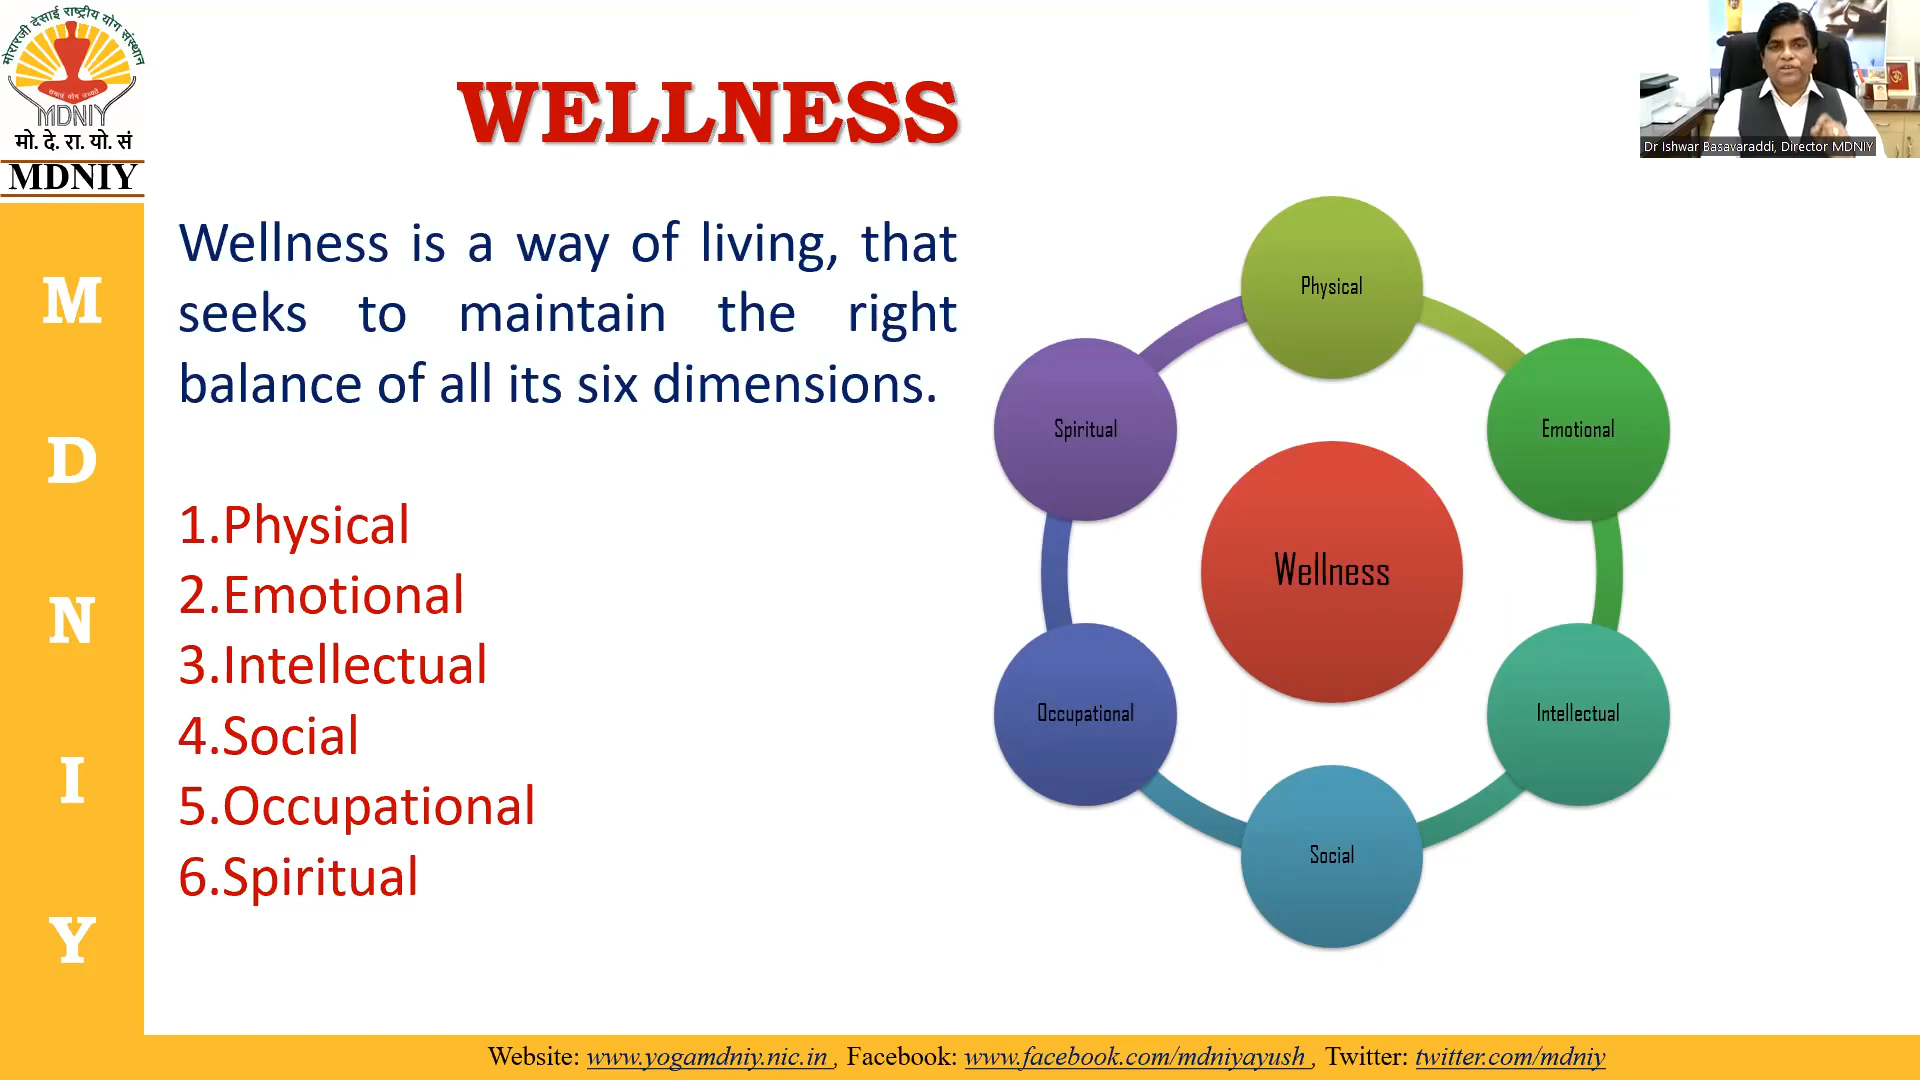 मोरारजी देसाई राष्ट्रीय योग संस्थान
MDNIY
मो. दे. रा. यो. सं
MDNIY
M
D
N
I
Y
WELLNESS
Wellness is a way of living, that
seeks to maintain the right
balance of all its six dimensions.
1.Physical
2.Emotional
3.Intellectual
4.Social
5.Occupational
6.Spiritual
Physical
Emotional
Intellectual
Social
Occupational
Spiritual
Wellness
Dr Ishwar Basavaraddi, Director MDNIY
Website: www.yogamdniy.nic.in , Facebook: www.facebook.com/mdniyayush , Twitter: twitter.com/mdniy